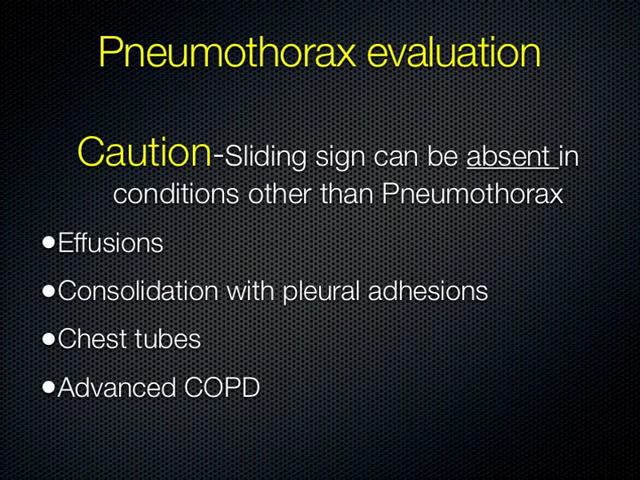 Pneumothorax evaluation
Caution-Sliding sign can be absent in
conditions other than Pneumothorax
•Effusions
•Consolidation with pleural adhesions
•Chest tubes
•Advanced COPD